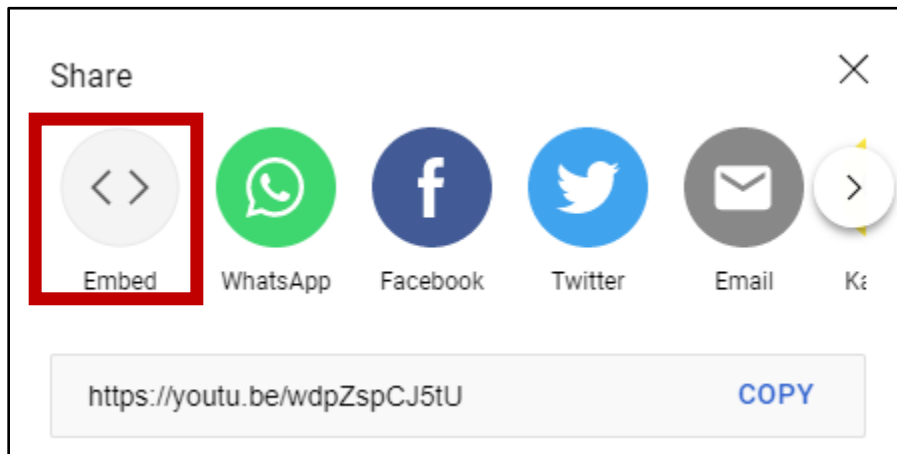 Share
Embed WhatsApp Facebook Twitter Email
https://youtu.be/wdpZspCJ5tU COPY